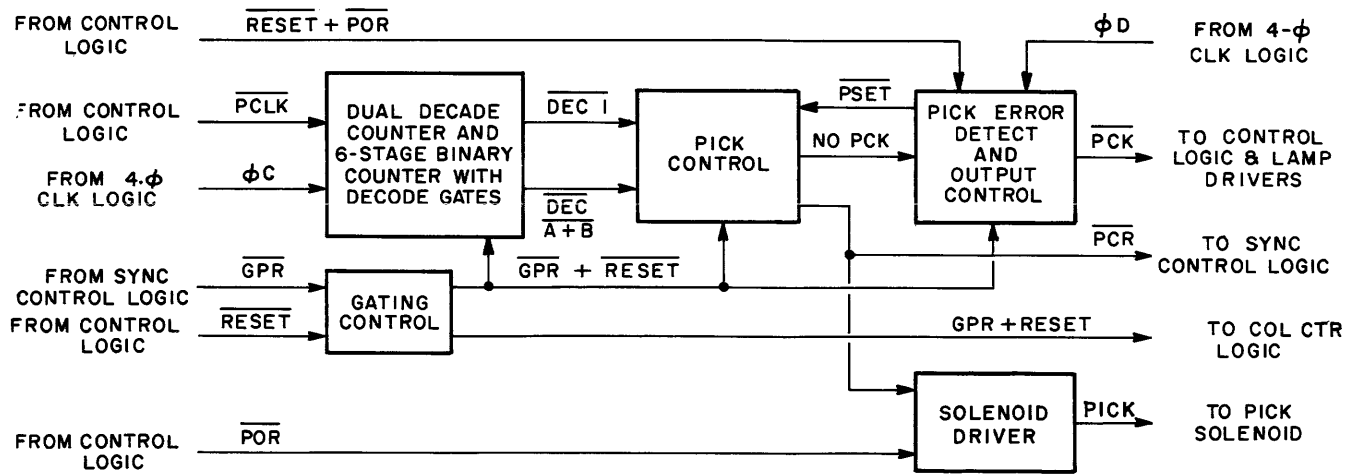 FROM CONTROL
LOGIC
RESET + POR
ΦD
FROM 4-Φ
CLK LOGIC
FROM CONTROL
LOGIC
PCLK
FROM 4.Φ
CLK LOGIC
ΦC
DUAL DECADE
COUNTER AND
6-STAGE BINARY
COUNTER WITH
DECODE GATES
DEC 1
DEC
A+B
PICK
CONTROL
PSET
NO PCK
PICK ERROR
DETECT
AND
OUTPUT
CONTROL
PCK
TO CONTROL
LOGIC & LAMP
DRIVERS
PCR
TO SYNC
CONTROL LOGIC
FROM SYNC
CONTROL LOGIC
GPR
FROM CONTROL
LOGIC
RESET
GATING
CONTROL
GPR + RESET
GPR+RESET
TO COL CTR
LOGIC
SOLENOID
DRIVER
PICK
TO PICK
SOLENOID
FROM CONTROL
LOGIC
POR